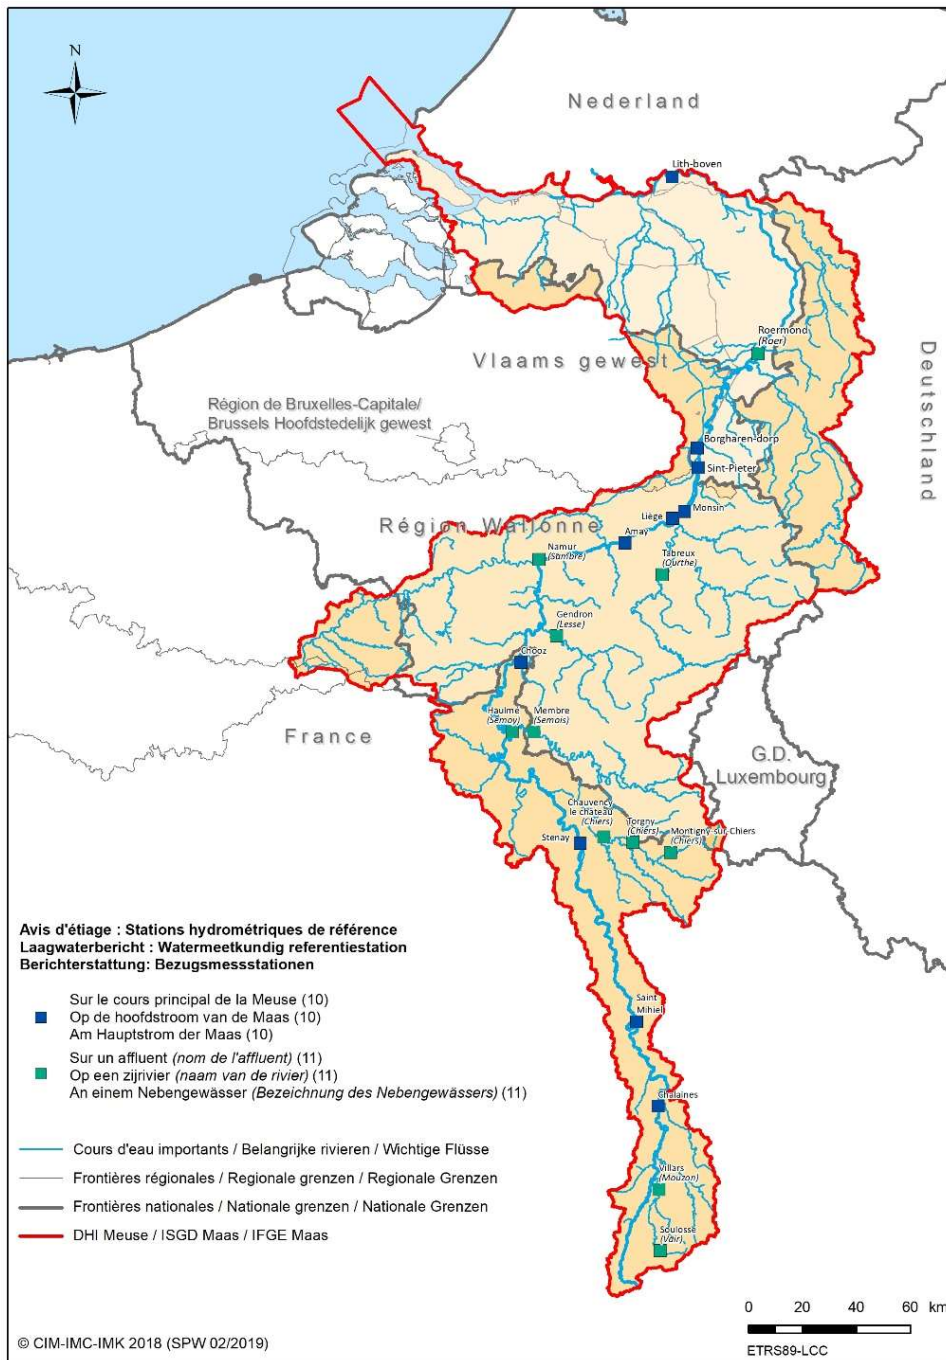 N
Nederland
Lith-boven
Roermond
(Roer)
Deutschland
Vlaams gewest
Région de Bruxelles-Capitale/
Brussels Hoofdstedelijk gewest
Borgharen-dorp
Sint-Pieter
Monsin
Liège
Région Wallonne
Amay
Namur
(Sambre)
Tabreux
(Ourthe)
Gendron
(Lesse)
Chooz
Haulmé
(Semoy)
Membre
(Semois)
France
G.D.
Luxembourg
Chauvency
le château
(Chiers)
Torgny
(Chiers)
Montigny-sur-Chiers
(Chiers)
Stenay
Avis d'étiage : Stations hydrométriques de référence
Laagwaterbericht : Watermeetkundig referentiestation
Berichterstattung: Bezugsmessstationen
Sur le cours principal de la Meuse (10)
Op de hoofdstroom van de Maas (10)
Am Hauptstrom der Maas (10)
Sur un affluent (nom de l'affluent) (11)
Op een zijrivier (naam van de rivier) (11)
An einem Nebengewässer (Bezeichnung des Nebengewässers) (11)
Saint
Mihiel
Chalaines
Villars
(Mouzon)
Soulosse
(Vair)
Cours d'eau importants / Belangrijke rivieren / Wichtige Flüsse
Frontières régionales / Regionale grenzen / Regionale Grenzen
Frontières nationales / Nationale grenzen / Nationale Grenzen
DHI Meuse / ISGD Maas / IFGE Maas
0 20 40 60 km
ETRS89-LCC
© CIM-IMC-IMK 2018 (SPW 02/2019)